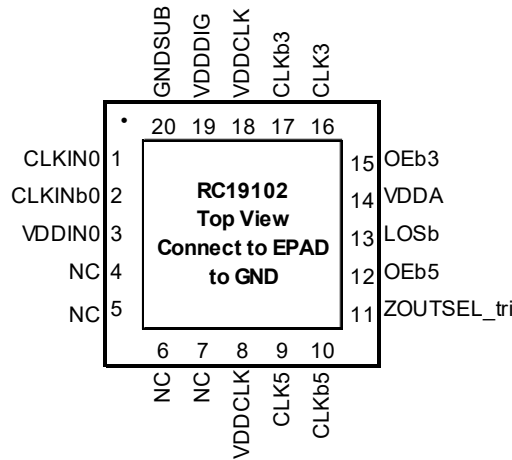 GNDSUB
VDDDIG
VDDCLK
CLKb3
CLK3
20 19 18 17 16
CLKIN0 1
CLKINb0 2
VDDIN0 3
NC 4
NC 5
RC19102
Top View
Connect to EPAD
to GND
15 OEb3
14 VDDA
13 LOSb
12 OEb5
11 ZOUTSEL_tri
6 7 8 9 10
NC
NC
VDDCLK
CLK5
CLKb5